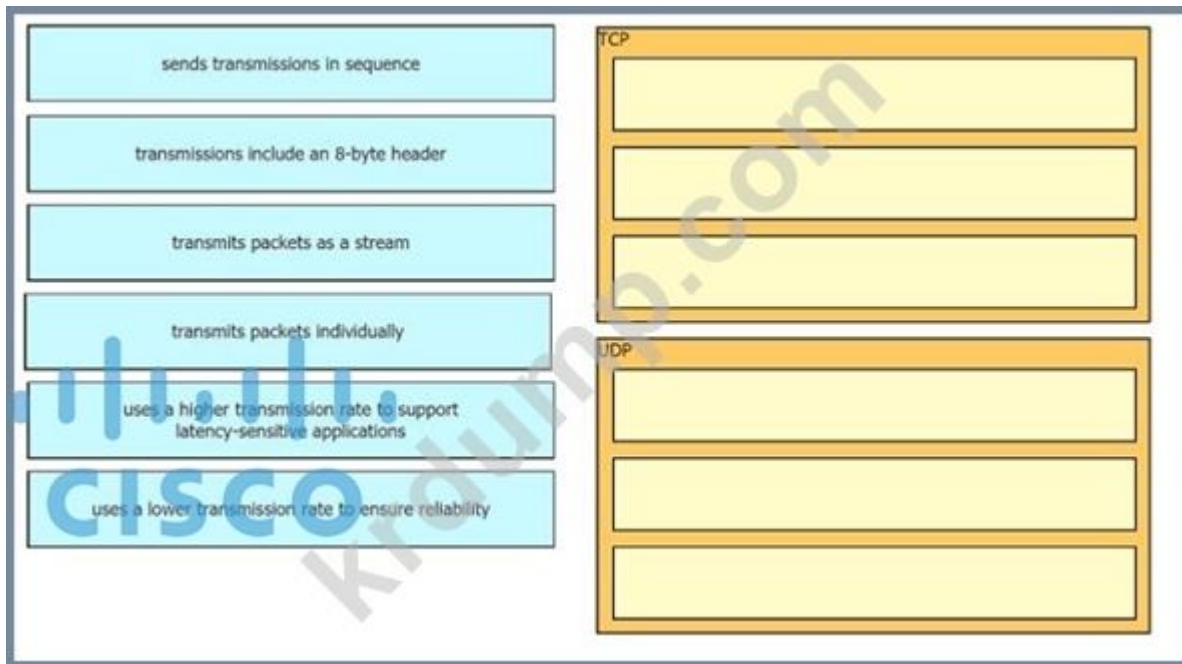 sends transmissions in sequence
transmissions include an 8-byte header
transmits packets as a stream
transmits packets individually
uses a higher transmission rate to support
latency-sensitive applications
uses a lower transmission rate to ensure reliability
TCP
UDP
CISCO
krdump.com